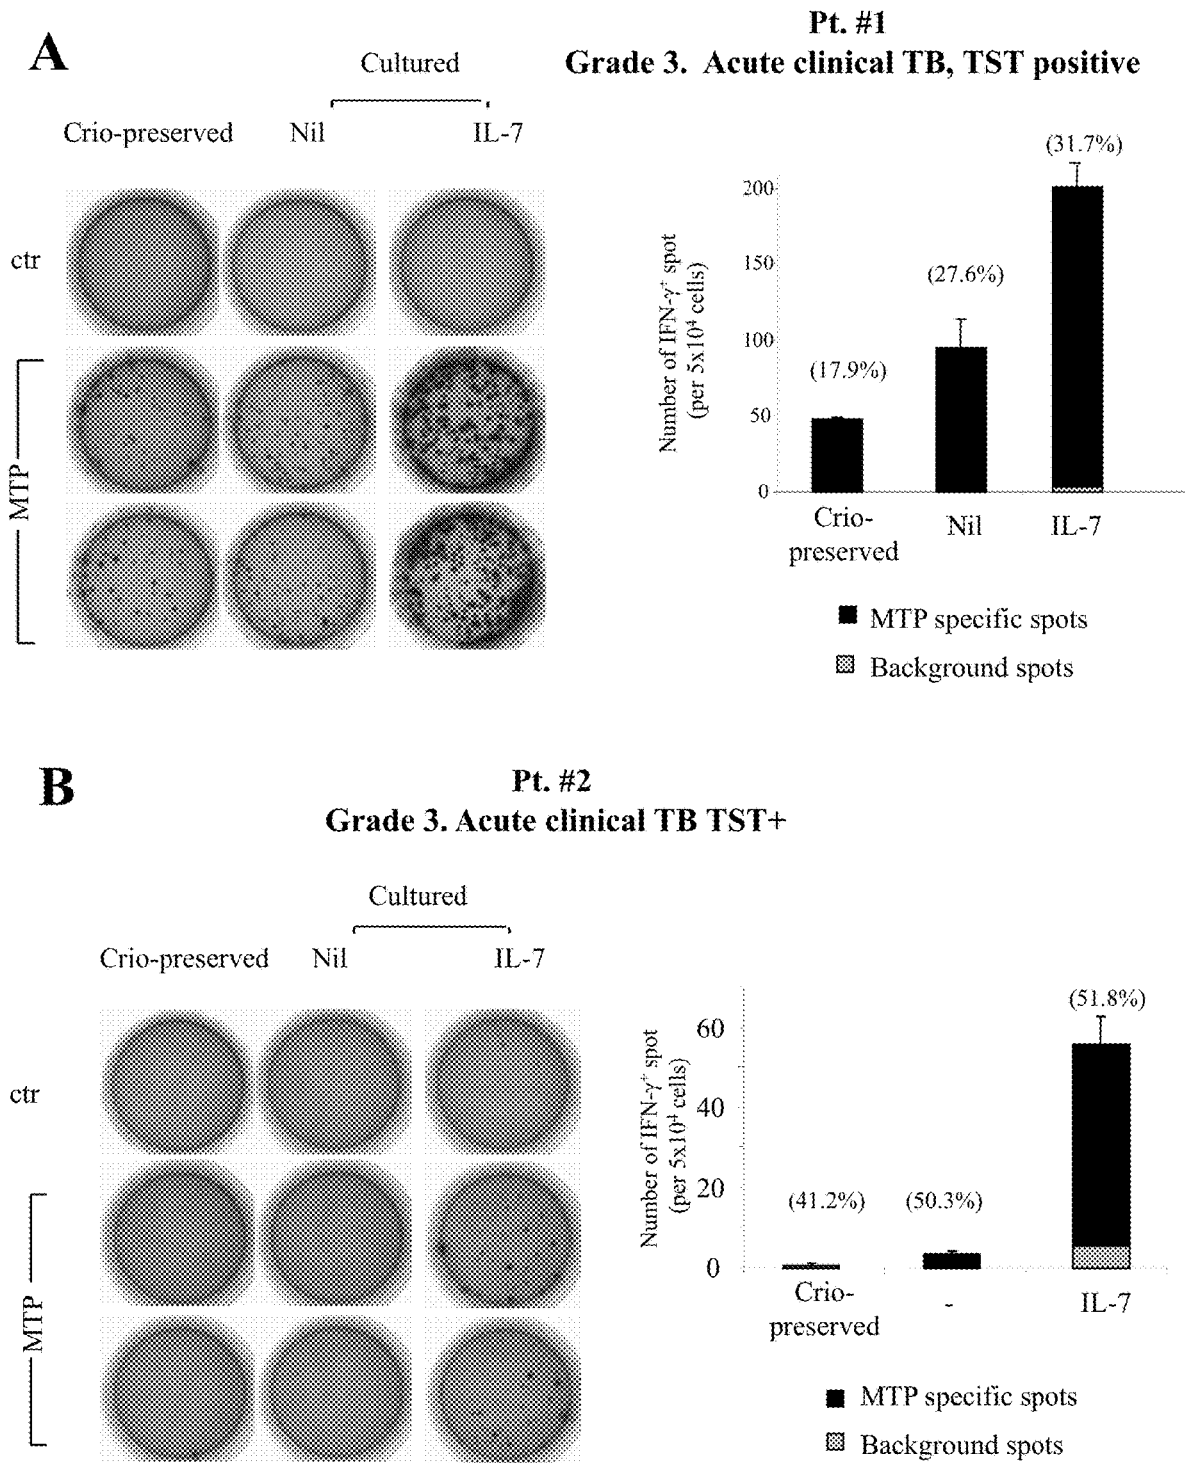 A
Pt. #1
Grade 3. Acute clinical TB, TST positive
Cultured
Crio-preserved Nil IL-7
ctr
MTP
Number of IFN-γ⁺ spot
(per 5x10⁴ cells)
200
150
100
50
0
(17.9%)
(27.6%)
(31.7%)
Crio-
preserved
Nil
IL-7
MTP specific spots
Background spots
B
Pt. #2
Grade 3. Acute clinical TB TST+
Cultured
Crio-preserved Nil IL-7
ctr
MTP
Number of IFN-γ⁺ spot
(per 5x10⁴ cells)
60
40
20
0
(41.2%)
(50.3%)
(51.8%)
Crio-
preserved
-
IL-7
MTP specific spots
Background spots